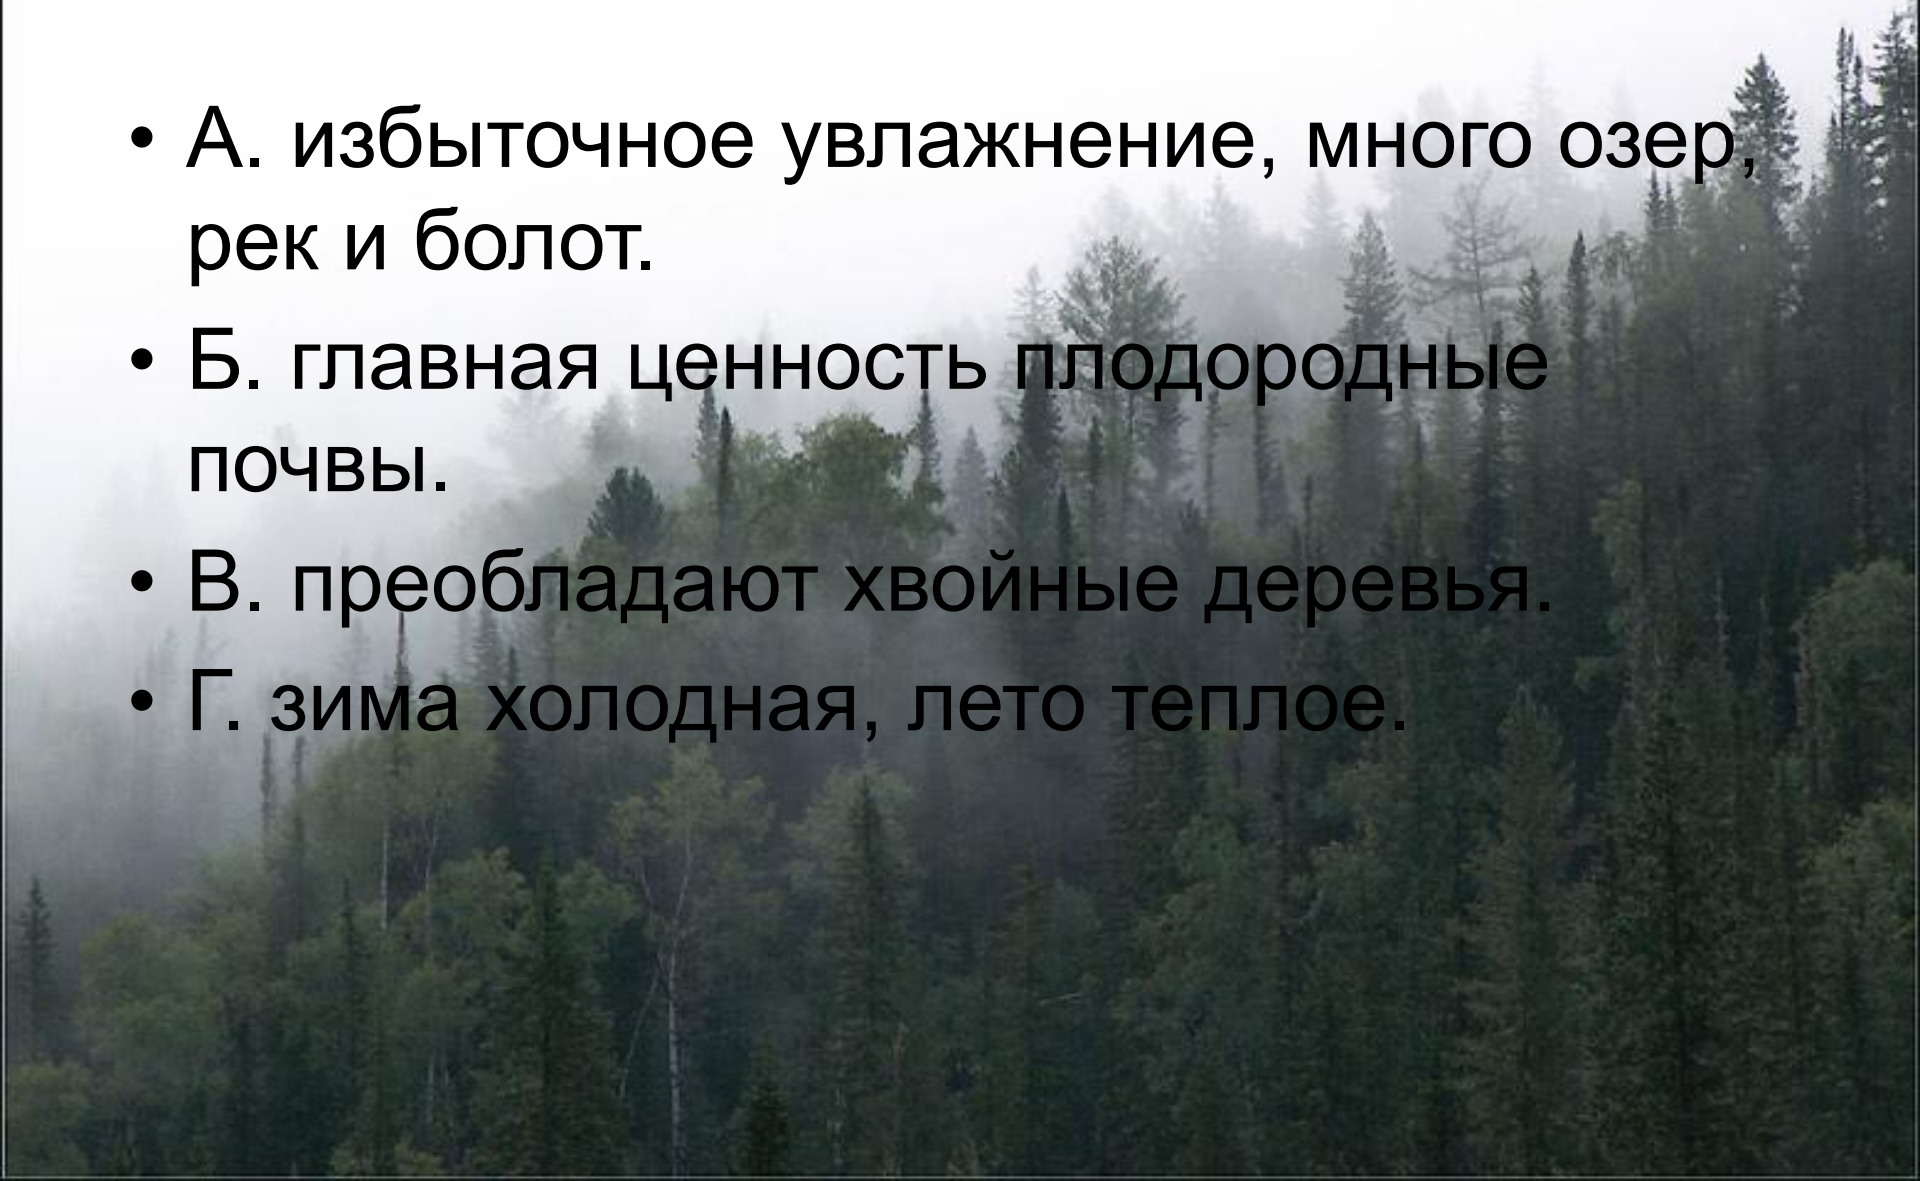 • А. избыточное увлажнение, много озер,
рек и болот.
• Б. главная ценность плодородные
почвы.
• В. преобладают хвойные деревья.
• Г. зима холодная, лето теплое.